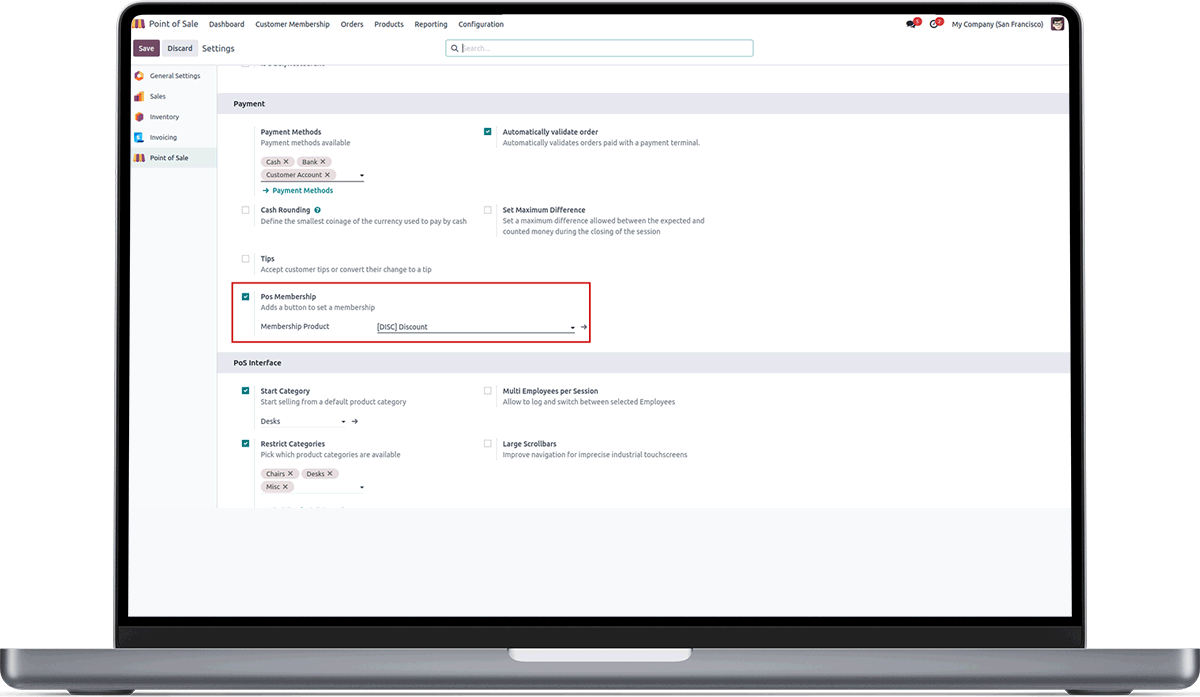 Point of Sale Dashboard Customer Membership Orders Products Reporting Configuration 5 2 My Company (San Francisco)
Save Discard Settings Search...
General Settings
Sales
Inventory
Invoicing
Point of Sale
Payment
Payment Methods
Payment methods available
Cash Bank
Customer Account
Payment Methods
Automatically validate order
Automatically validates orders paid with a payment terminal.
Cash Rounding
Define the smallest coinage of the currency used to pay by cash
Set Maximum Difference
Set a maximum difference allowed between the expected and
counted money during the closing of the session
Tips
Accept customer tips or convert their change to a tip
Pos Membership
Adds a button to set a membership
Membership Product [DISC] Discount
PoS Interface
Start Category
Start selling from a default product category
Desks
Multi Employees per Session
Allow to log and switch between selected Employees
Restrict Categories
Pick which product categories are available
Chairs Desks
Misc
Large Scrollbars
Improve navigation for imprecise industrial touchscreens